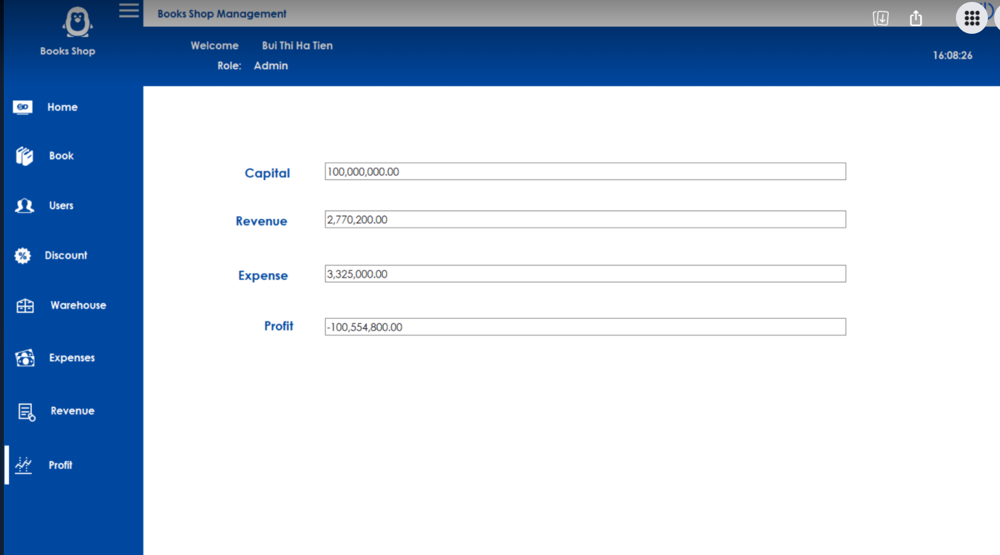 Books Shop Management
Books Shop
Welcome Bui Thi Ha Tien
Role: Admin
16:08:26
Home
Book
Users
Discount
Warehouse
Expenses
Revenue
Profit
Capital 100,000,000.00
Revenue 2,770,200.00
Expense 3,325,000.00
Profit -100,554,800.00